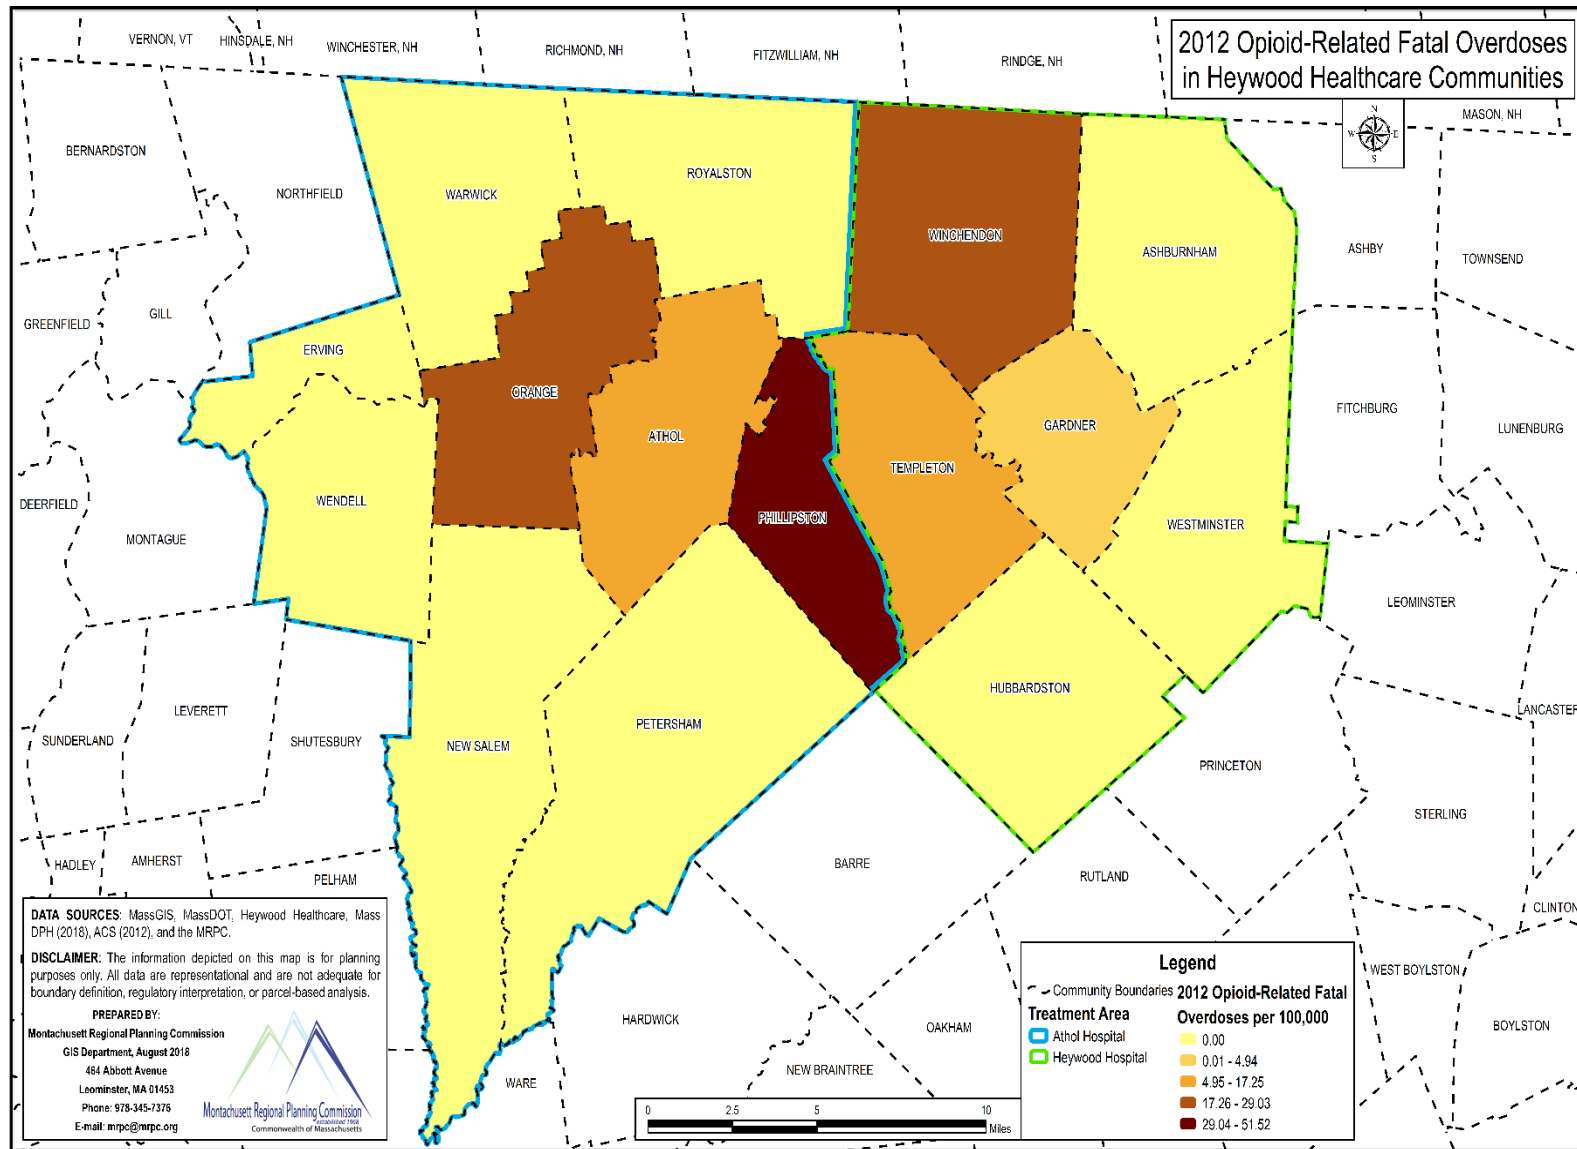 2012 Opioid-Related Fatal Overdoses
in Heywood Healthcare Communities
N
W
E
S
VERNON, VT
HINSDALE, NH
WINCHESTER, NH
RICHMOND, NH
FITZWILLIAM, NH
RINDGE, NH
MASON, NH
BERNARDSTON
NORTHFIELD
WARWICK
ROYALSTON
WINCHENDON
ASHBURNHAM
ASHBY
TOWNSEND
GREENFIELD
GILL
ERVING
ORANGE
ATHOL
GARDNER
FITCHBURG
LUNENBURG
TEMPLETON
DEERFIELD
WENDELL
PHILLIPSTON
WESTMINSTER
MONTAGUE
LEOMINSTER
HUBBARDSTON
LEVERETT
LANCASTER
SUNDERLAND
SHUTESBURY
NEW SALEM
PETERSHAM
PRINCETON
STERLING
HADLEY
AMHERST
PELHAM
BARRE
RUTLAND
CLINTON
WEST BOYLSTON
HARDWICK
OAKHAM
BOYLSTON
NEW BRAINTREE
WARE
DATA SOURCES: MassGIS, MassDOT, Heywood Healthcare, Mass
DPH (2018), ACS (2012), and the MRPC.
DISCLAIMER: The information depicted on this map is for planning
purposes only. All data are representational and are not adequate for
boundary definition, regulatory interpretation, or parcel-based analysis.
PREPARED BY:
Montachusett Regional Planning Commission
GIS Department, August 2018
464 Abbott Avenue
Leominster, MA 01453
Phone: 978-345-7376
E-mail: mrpc@mrpc.org
Montachusett Regional Planning Commission
established 1968
Commonwealth of Massachusetts
0 2.5 5 10
Miles
Legend
Community Boundaries
Treatment Area
Athol Hospital
Heywood Hospital
2012 Opioid-Related Fatal
Overdoses per 100,000
0.00
0.01 - 4.94
4.95 - 17.25
17.26 - 29.03
29.04 - 51.52